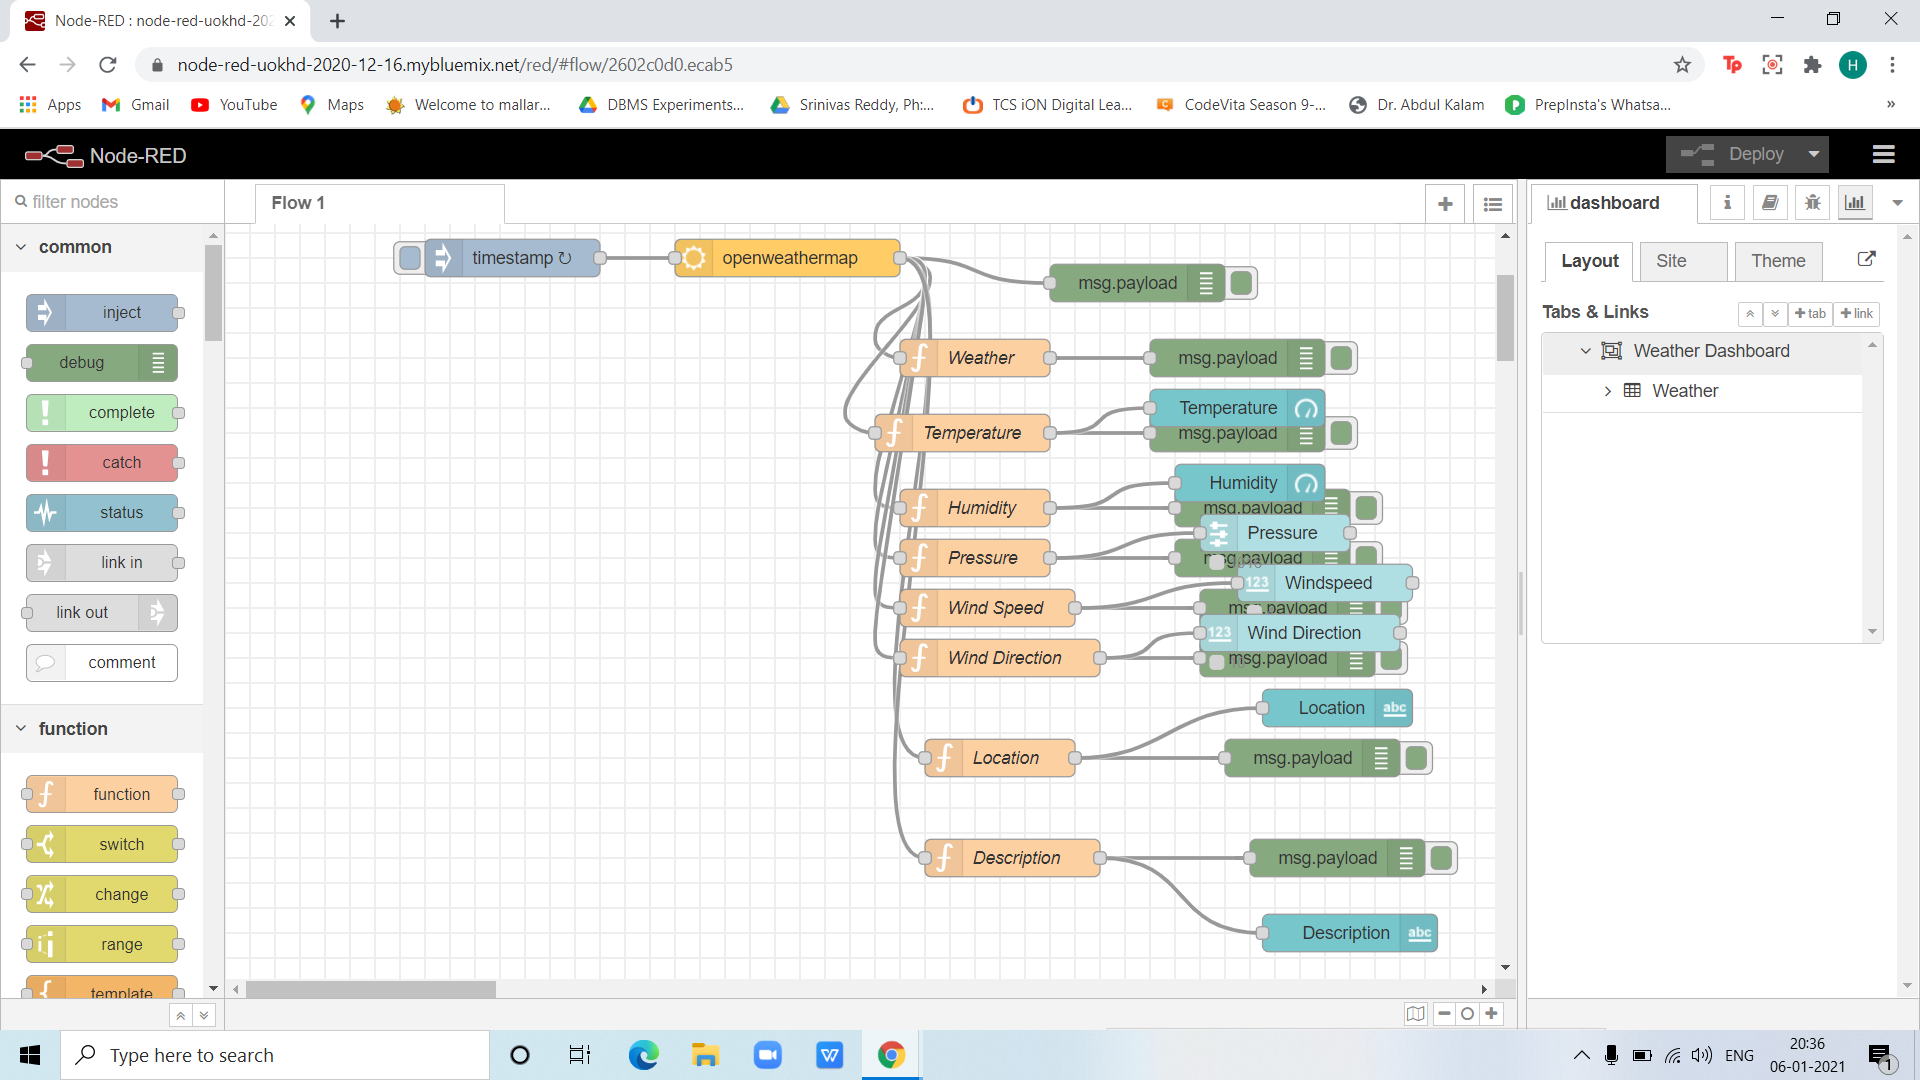 Node-RED : node-red-uokhd-202
node-red-uokhd-2020-12-16.mybluemix.net/red/#flow/2602c0d0.ecab5
Tp
H
Apps
Gmail
YouTube
Maps
Welcome to mallar...
DBMS Experiments...
Srinivas Reddy, Ph:...
TCS iON Digital Lea...
CodeVita Season 9-...
Dr. Abdul Kalam
PrepInsta's Whatsa...
»
Node-RED
Deploy
filter nodes
common
inject
debug
complete
catch
status
link in
link out
comment
function
function
switch
change
range
template
Flow 1
timestamp ↻
openweathermap
msg.payload
Weather
msg.payload
Temperature
Temperature
msg.payload
Humidity
Humidity
msg.payload
Pressure
Pressure
msg.payload
Wind Speed
123 Windspeed
msg.payload
Wind Direction
123 Wind Direction
msg.payload
Location abc
Location
msg.payload
Description
msg.payload
Description abc
dashboard
i
Layout
Site
Theme
Tabs & Links
+ tab
+ link
Weather Dashboard
Weather
Type here to search
ENG
20:36
06-01-2021
1